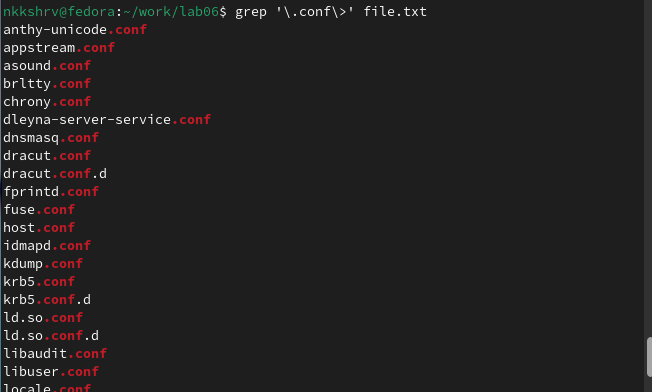 nkkshrv@fedora:~/work/lab06$ grep '\.conf\>' file.txt
anthy-unicode.conf
appstream.conf
asound.conf
brltty.conf
chrony.conf
dleyna-server-service.conf
dnsmasq.conf
dracut.conf
dracut.conf.d
fprintd.conf
fuse.conf
host.conf
idmapd.conf
kdump.conf
krb5.conf
krb5.conf.d
ld.so.conf
ld.so.conf.d
libaudit.conf
libuser.conf
locale.conf